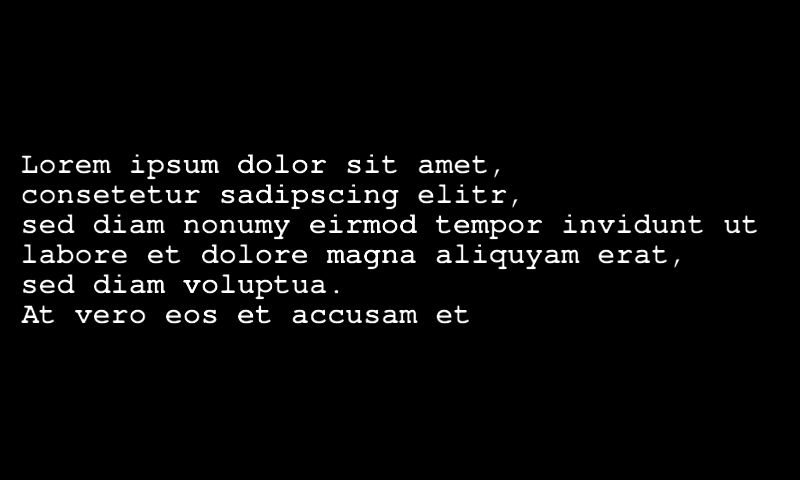 Lorem ipsum dolor sit amet,
consetetur sadipscing elitr,
sed diam nonumy eirmod tempor invidunt ut
labore et dolore magna aliquyam erat,
sed diam voluptua.
At vero eos et accusam et